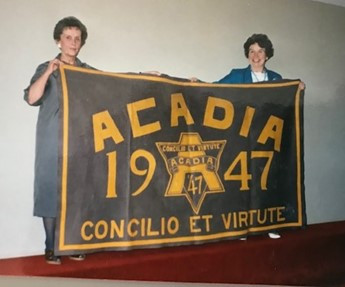 ACADIA
CONCILIO ET VIRTUTE
ACADIA
19 47
47
CONCILIO ET VIRTUTE